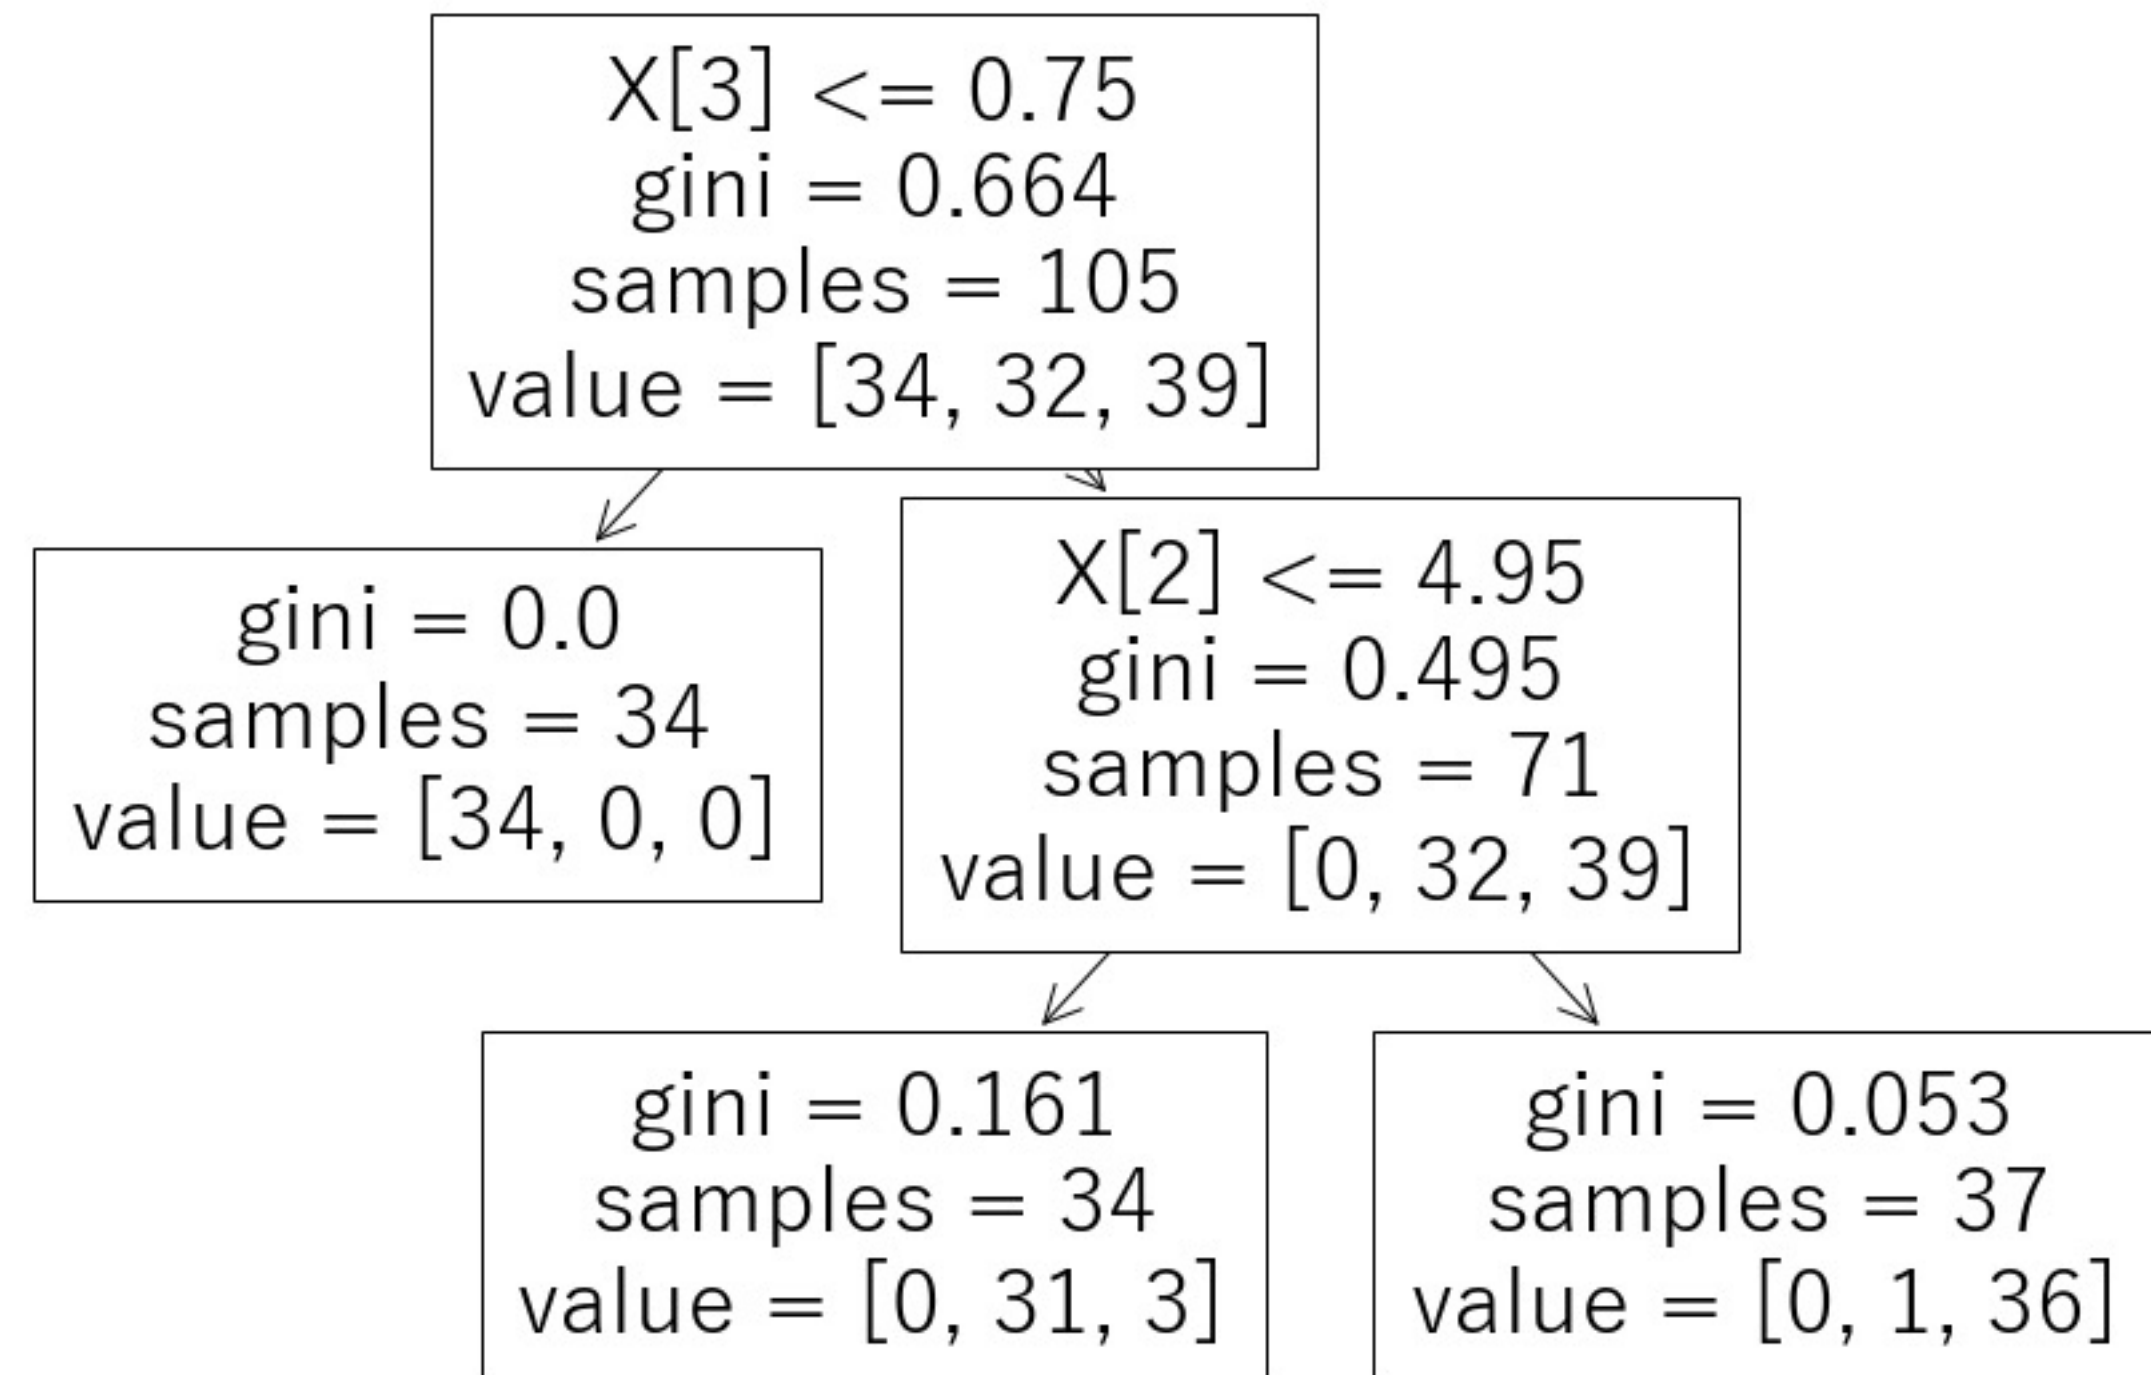 X[3] <= 0.75
gini = 0.664
samples = 105
value = [34, 32, 39]
gini = 0.0
samples = 34
value = [34, 0, 0]
X[2] <= 4.95
gini = 0.495
samples = 71
value = [0, 32, 39]
gini = 0.161
samples = 34
value = [0, 31, 3]
gini = 0.053
samples = 37
value = [0, 1, 36]